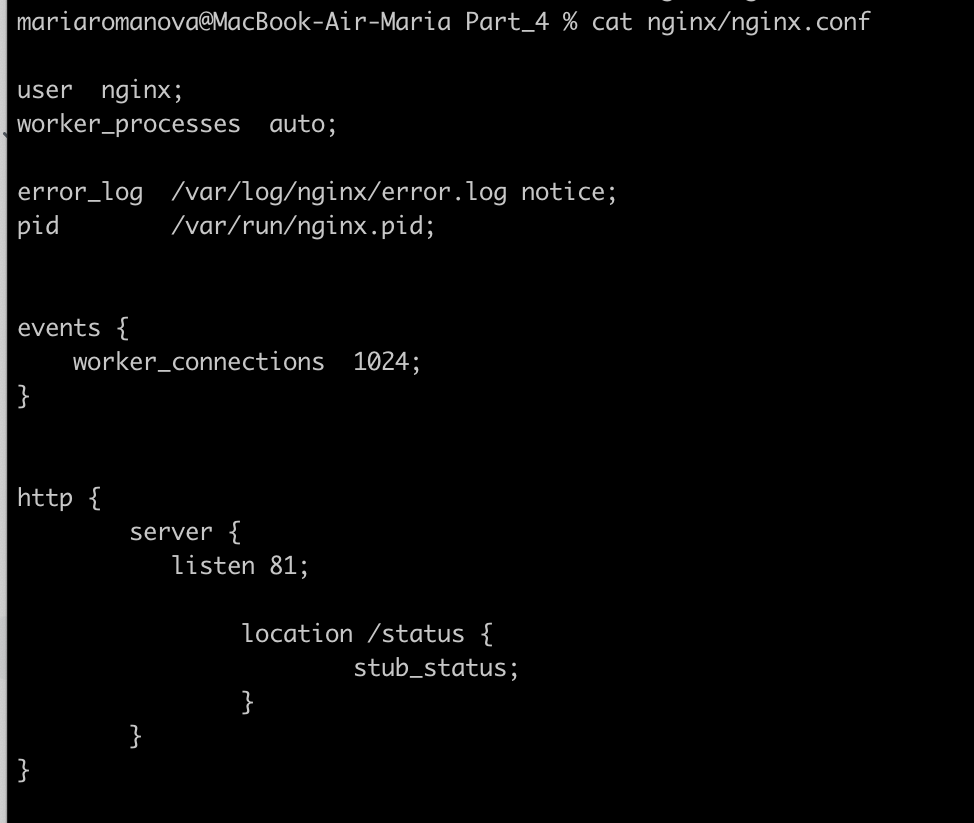 mariaromanova@MacBook-Air-Maria Part_4 % cat nginx/nginx.conf
user  nginx;
worker_processes  auto;
error_log  /var/log/nginx/error.log notice;
pid        /var/run/nginx.pid;
events {
    worker_connections  1024;
}
http {
        server {
           listen 81;
                location /status {
                        stub_status;
                }
        }
}